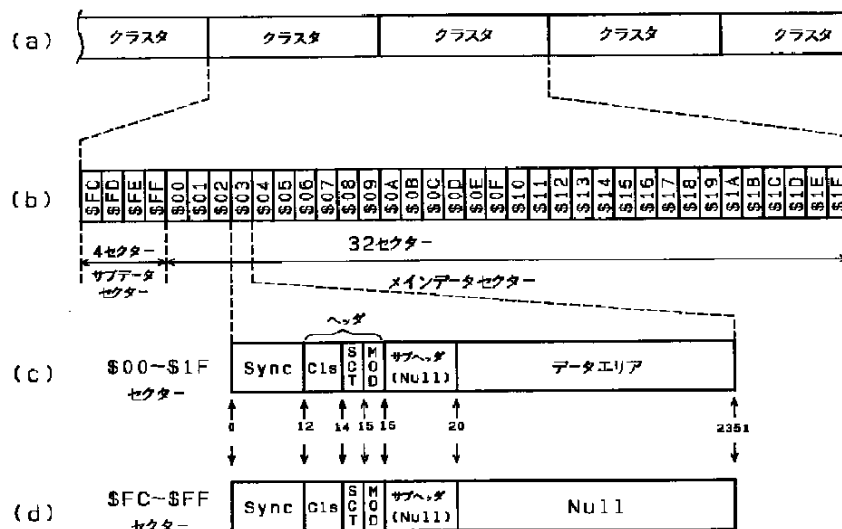 (a) クラスタ クラスタ クラスタ クラスタ クラスタ
(b) $FC $FD $FE $FF $00 $01 $02 $03 $04 $05 $06 $07 $08 $09 $0A $0B $0C $0D $0E $0F $10 $11 $12 $13 $14 $15 $16 $17 $18 $19 $1A $1B $1C $1D $1E $1F
4セクター 32セクター
サブデータ メインデータセクター
セクター
ヘッダ
(c) $00~$1F Sync Cls SCT MOD サブヘッダ データエリア
セクター (Null)
0 12 14 15 16 20 2351
(d) $FC~$FF Sync Cls SCT MOD サブヘッダ Null
セクター (Null)